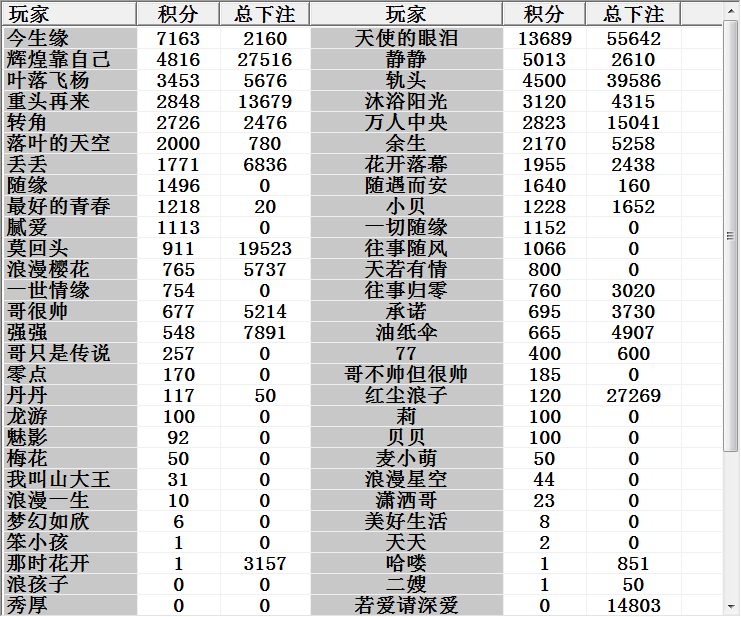 玩家 积分 总下注 玩家 积分 总下注
今生缘 7163 2160 天使的眼泪 13689 55642
辉煌靠自己 4816 27516 静静 5013 2610
叶落飞杨 3453 5676 轨头 4500 39586
重头再来 2848 13679 沐浴阳光 3120 4315
转角 2726 2476 万人中央 2823 15041
落叶的天空 2000 780 余生 2170 5258
丢丢 1771 6836 花开落幕 1955 2438
随缘 1496 0 随遇而安 1640 160
最好的青春 1218 20 小贝 1228 1652
腻爱 1113 0 一切随缘 1152 0
莫回头 911 19523 往事随风 1066 0
浪漫樱花 765 5737 天若有情 800 0
一世情缘 754 0 往事归零 760 3020
哥很帅 677 5214 承诺 695 3730
强强 548 7891 油纸伞 665 4907
哥只是传说 257 0 77 400 600
零点 170 0 哥不帅但很帅 185 0
丹丹 117 50 红尘浪子 120 27269
龙游 100 0 莉 100 0
魅影 92 0 贝贝 100 0
梅花 50 0 麦小萌 50 0
我叫山大王 31 0 浪漫星空 44 0
浪漫一生 10 0 潇洒哥 23 0
梦幻如欣 6 0 美好生活 8 0
笨小孩 1 0 天天 2 0
那时花开 1 3157 哈喽 1 851
浪孩子 0 0 二嫂 1 50
秀厚 0 0 若爱请深爱 0 14803